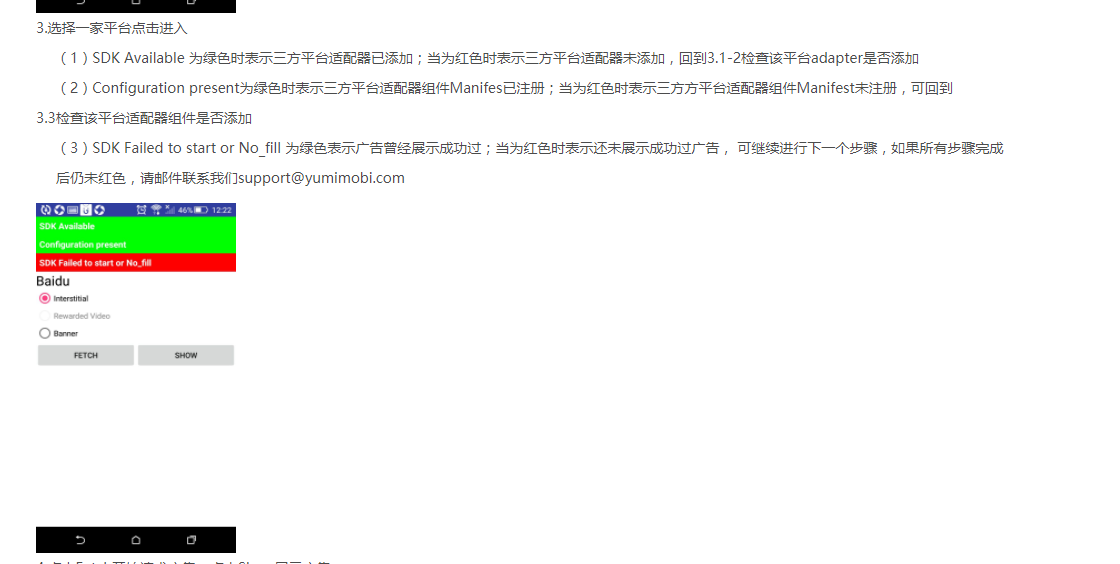 3.选择一家平台点击进入
（1）SDK Available 为绿色时表示三方平台适配器已添加；当为红色时表示三方平台适配器未添加，回到3.1-2检查该平台adapter是否添加
（2）Configuration present为绿色时表示三方平台适配器组件Manifes已注册；当为红色时表示三方方平台适配器组件Manifest未注册，可回到
3.3检查该平台适配器组件是否添加
（3）SDK Failed to start or No_fill 为绿色表示广告曾经展示成功过；当为红色时表示还未展示成功过广告， 可继续进行下一个步骤，如果所有步骤完成
后仍未红色，请邮件联系我们support@yumimobi.com
46% 12:22
SDK Available
Configuration present
SDK Failed to start or No_fill
Baidu
Interstitial
Rewarded Video
Banner
FETCH SHOW